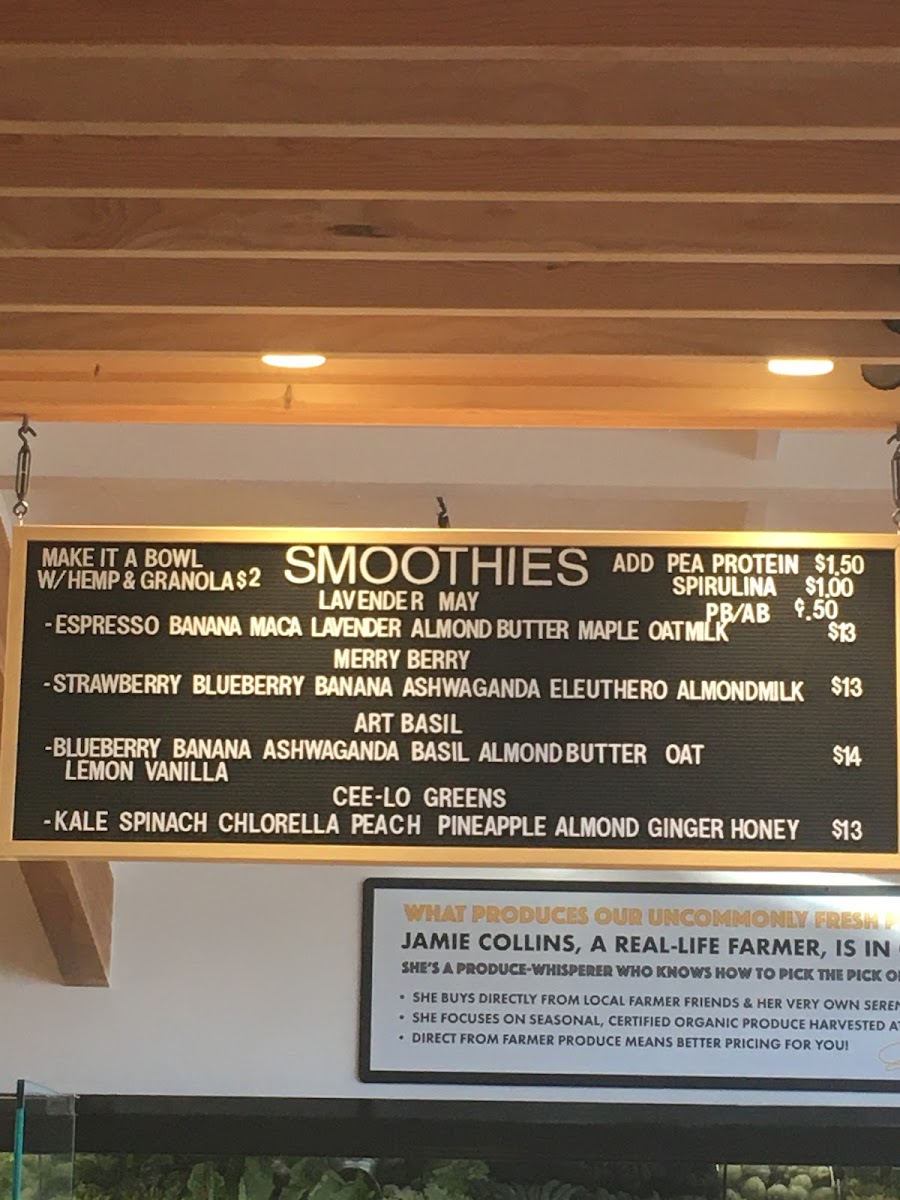 MAKE IT A BOWL
W/HEMP & GRANOLA $2
SMOOTHIES
ADD PEA PROTEIN $1.50
SPIRULINA $1.00
PB/AB $.50
LAVENDER MAY
-ESPRESSO BANANA MACA LAVENDER ALMOND BUTTER MAPLE OATMILK $13
MERRY BERRY
-STRAWBERRY BLUEBERRY BANANA ASHWAGANDA ELEUTHERO ALMONDMILK $13
ART BASIL
-BLUEBERRY BANANA ASHWAGANDA BASIL ALMOND BUTTER OAT $14
LEMON VANILLA
CEE-LO GREENS
-KALE SPINACH CHLORELLA PEACH PINEAPPLE ALMOND GINGER HONEY $13
WHAT PRODUCES OUR UNCOMMONLY FRESH
JAMIE COLLINS, A REAL-LIFE FARMER, IS IN
SHE'S A PRODUCE-WHISPERER WHO KNOWS HOW TO PICK THE PICK
• SHE BUYS DIRECTLY FROM LOCAL FARMER FRIENDS & HER VERY OWN
• SHE FOCUSES ON SEASONAL, CERTIFIED ORGANIC PRODUCE HARVESTED
• DIRECT FROM FARMER PRODUCE MEANS BETTER PRICING FOR YOU!